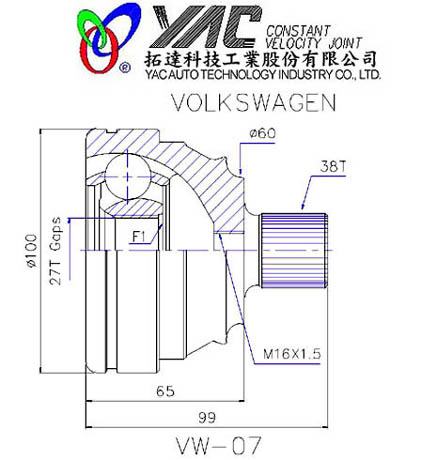 YAC CONSTANT
VELOCITY JOINT
®
拓達科技工業股份有限公司
YAC AUTO TECHNOLOGY INDUSTRY CO., LTD.
VOLKSWAGEN
ø60
38T
ø100
27T Gaps
F1
M16X1.5
65
99
VW-07